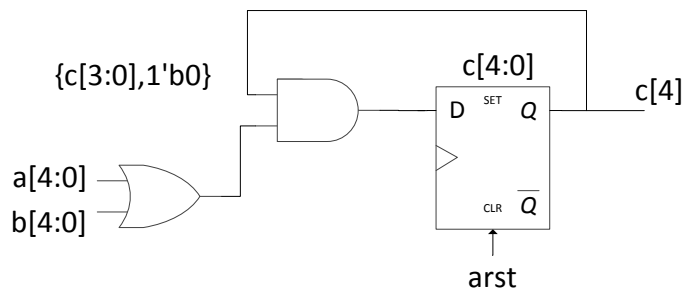 {c[3:0],1'b0}
c[4:0]
c[4]
D SET Q
a[4:0]
b[4:0]
CLR Q̅
arst